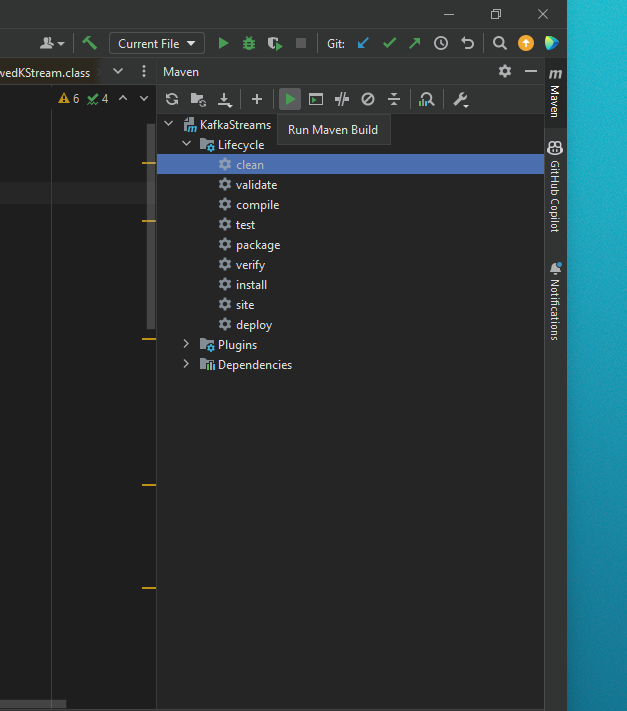 Current File
Git:
wedKStream.class
Maven
6
4
KafkaStreams
Run Maven Build
Lifecycle
clean
validate
compile
test
package
verify
install
site
deploy
Plugins
Dependencies
m
Maven
GitHub Copilot
Notifications